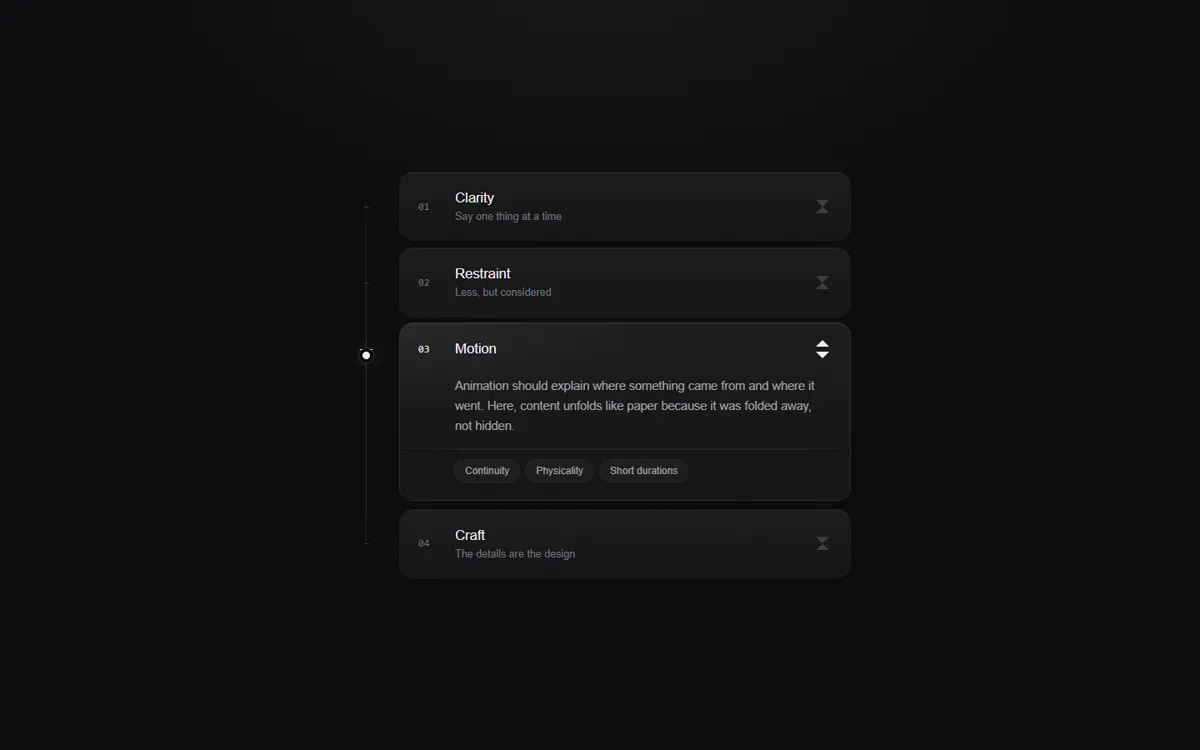 01
Clarity
Say one thing at a time
02
Restraint
Less, but considered
03
Motion
Animation should explain where something came from and where it
went. Here, content unfolds like paper because it was folded away,
not hidden.
Continuity
Physicality
Short durations
04
Craft
The details are the design